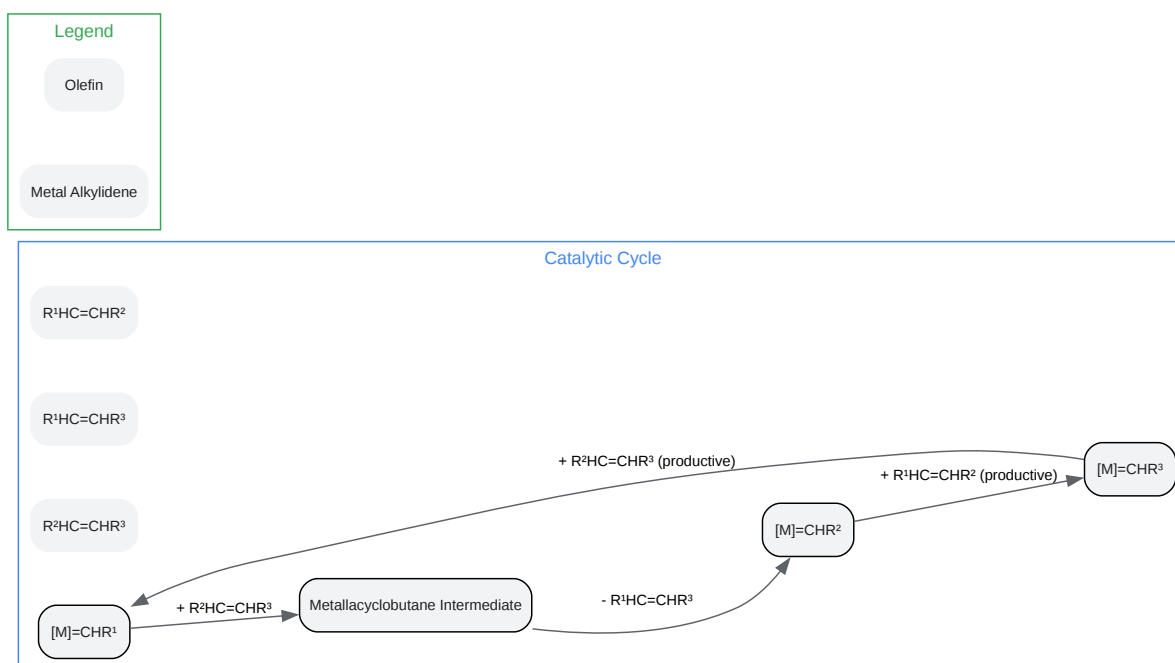 Legend
Olefin
Metal Alkylidene
Catalytic Cycle
R¹HC=CHR²
R¹HC=CHR³
R²HC=CHR³
+ R²HC=CHR³ (productive)
+ R¹HC=CHR² (productive)
[M]=CHR³
[M]=CHR²
Metallacyclobutane Intermediate
- R¹HC=CHR³
+ R²HC=CHR³
[M]=CHR¹